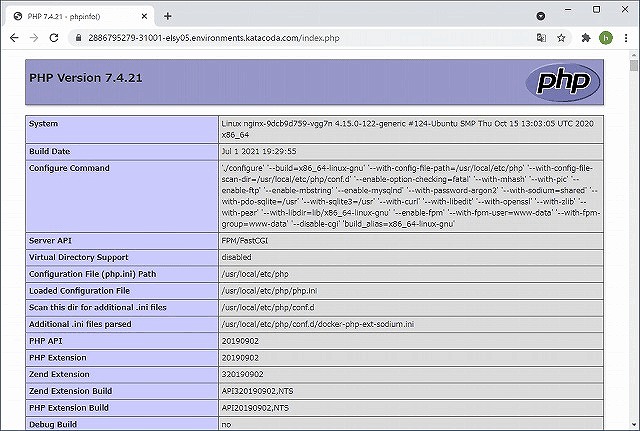 PHP 7.4.21 - phpinfo()
2886795279-31001-elsy05.environments.katacoda.com/index.php
h
PHP Version 7.4.21
php
System Linux nginx-9dcb9d759-vgg7n 4.15.0-122-generic #124-Ubuntu SMP Thu Oct 15 13:03:05 UTC 2020
x86_64
Build Date Jul 1 2021 19:29:55
Configure Command './configure' '--build=x86_64-linux-gnu' '--with-config-file-path=/usr/local/etc/php' '--with-config-file-
scan-dir=/usr/local/etc/php/conf.d' '--enable-option-checking=fatal' '--with-mhash' '--with-pic' '--
enable-ftp' '--enable-mbstring' '--enable-mysqlnd' '--with-password-argon2' '--with-sodium=shared' '--
with-pdo-sqlite=/usr' '--with-sqlite3=/usr' '--with-curl' '--with-libedit' '--with-openssl' '--with-zlib' '--
with-pear' '--with-libdir=lib/x86_64-linux-gnu' '--enable-fpm' '--with-fpm-user=www-data' '--with-fpm-
group=www-data' '--disable-cgi' 'build_alias=x86_64-linux-gnu'
Server API FPM/FastCGI
Virtual Directory Support disabled
Configuration File (php.ini) Path /usr/local/etc/php
Loaded Configuration File /usr/local/etc/php/php.ini
Scan this dir for additional .ini files /usr/local/etc/php/conf.d
Additional .ini files parsed /usr/local/etc/php/conf.d/docker-php-ext-sodium.ini
PHP API 20190902
PHP Extension 20190902
Zend Extension 320190902
Zend Extension Build API320190902,NTS
PHP Extension Build API20190902,NTS
Debug Build no